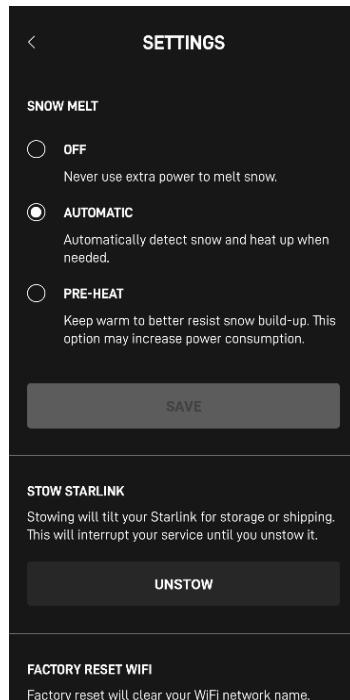 SETTINGS
SNOW MELT
OFF
Never use extra power to melt snow.
AUTOMATIC
Automatically detect snow and heat up when
needed.
PRE-HEAT
Keep warm to better resist snow build-up. This
option may increase power consumption.
SAVE
STOW STARLINK
Stowing will tilt your Starlink for storage or shipping.
This will interrupt your service until you unstow it.
UNSTOW
FACTORY RESET WIFI
Factory reset will clear your WiFi network name,